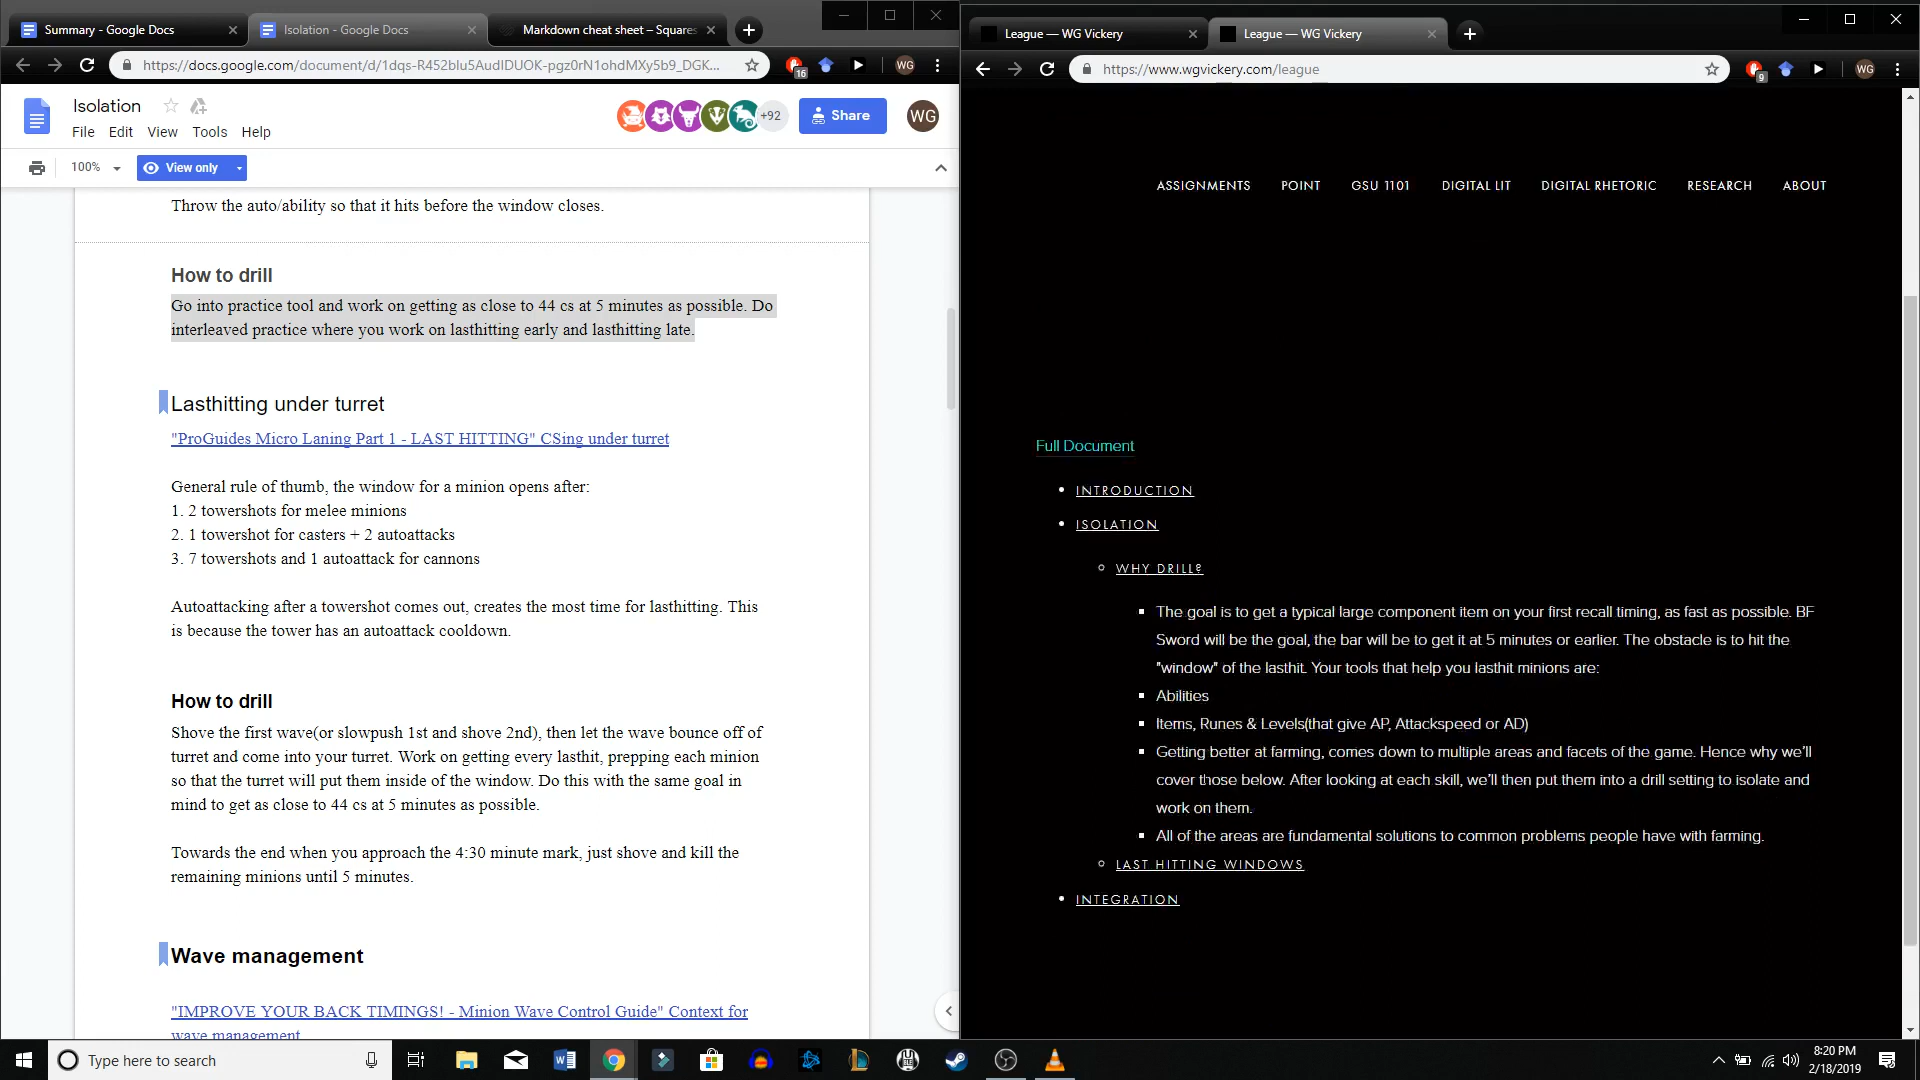 Summary - Google Docs
Isolation - Google Docs
Markdown cheat sheet – Squares
https://docs.google.com/document/d/1dqs-R452blu5AudIDUOK-pgz0rN1ohdMXy5b9_DGK...
16
WG
Isolation
File Edit View Tools Help
+92
Share
WG
100%
View only
Throw the auto/ability so that it hits before the window closes.
How to drill
Go into practice tool and work on getting as close to 44 cs at 5 minutes as possible. Do
interleaved practice where you work on lasthitting early and lasthitting late.
Lasthitting under turret
"ProGuides Micro Laning Part 1 - LAST HITTING" CSing under turret
General rule of thumb, the window for a minion opens after:
1. 2 towershots for melee minions
2. 1 towershot for casters + 2 autoattacks
3. 7 towershots and 1 autoattack for cannons
Autoattacking after a towershot comes out, creates the most time for lasthitting. This
is because the tower has an autoattack cooldown.
How to drill
Shove the first wave(or slowpush 1st and shove 2nd), then let the wave bounce off of
turret and come into your turret. Work on getting every lasthit, prepping each minion
so that the turret will put them inside of the window. Do this with the same goal in
mind to get as close to 44 cs at 5 minutes as possible.
Towards the end when you approach the 4:30 minute mark, just shove and kill the
remaining minions until 5 minutes.
Wave management
"IMPROVE YOUR BACK TIMINGS! - Minion Wave Control Guide" Context for
wave management
League — WG Vickery
League — WG Vickery
https://www.wgvickery.com/league
9
WG
ASSIGNMENTS POINT GSU 1101 DIGITAL LIT DIGITAL RHETORIC RESEARCH ABOUT
Full Document
INTRODUCTION
ISOLATION
WHY DRILL?
The goal is to get a typical large component item on your first recall timing, as fast as possible. BF
Sword will be the goal, the bar will be to get it at 5 minutes or earlier. The obstacle is to hit the
"window" of the lasthit. Your tools that help you lasthit minions are:
Abilities
Items, Runes & Levels(that give AP, Attackspeed or AD)
Getting better at farming, comes down to multiple areas and facets of the game. Hence why we'll
cover those below. After looking at each skill, we'll then put them into a drill setting to isolate and
work on them.
All of the areas are fundamental solutions to common problems people have with farming.
LAST HITTING WINDOWS
INTEGRATION
Type here to search
8:20 PM
2/18/2019